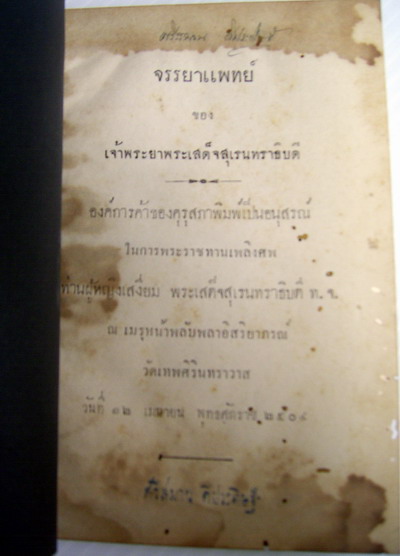 จรรยาแพทย์
ของ
เจ้าพระยาพระเสด็จสุเรนทราธิบดี
องค์การค้าของคุรุสภาพิมพ์เป็นอนุสรณ์
ในการพระราชทานเพลิงศพ
ท่านผู้หญิงเสงี่ยม พระเสด็จสุเรนทราธิบดี ท. จ.
ณ เมรุหน้าพลับพลาอิสริยาภรณ์
วัดเทพศิรินทราวาส
วันที่ ๑๒ เมษายน พุทธศักราช